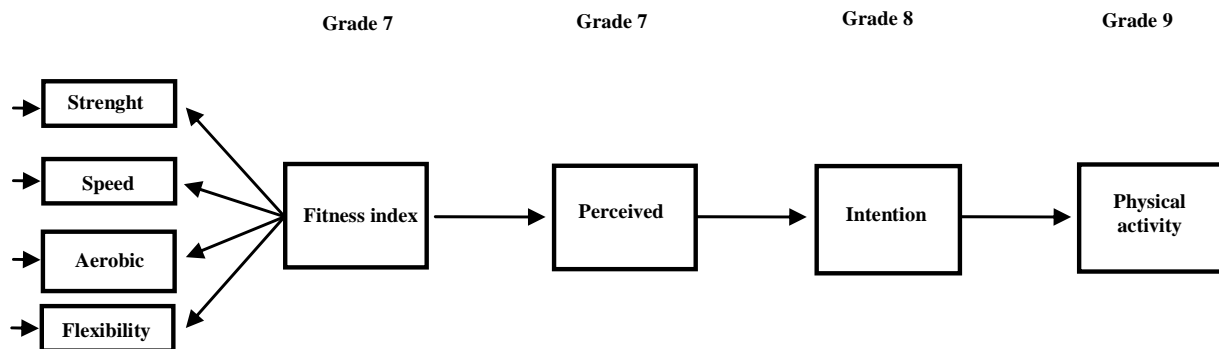 Grade 7
Grade 7
Grade 8
Grade 9
Strenght
Speed
Aerobic
Flexibility
Fitness index
Perceived
Intention
Physical
activity